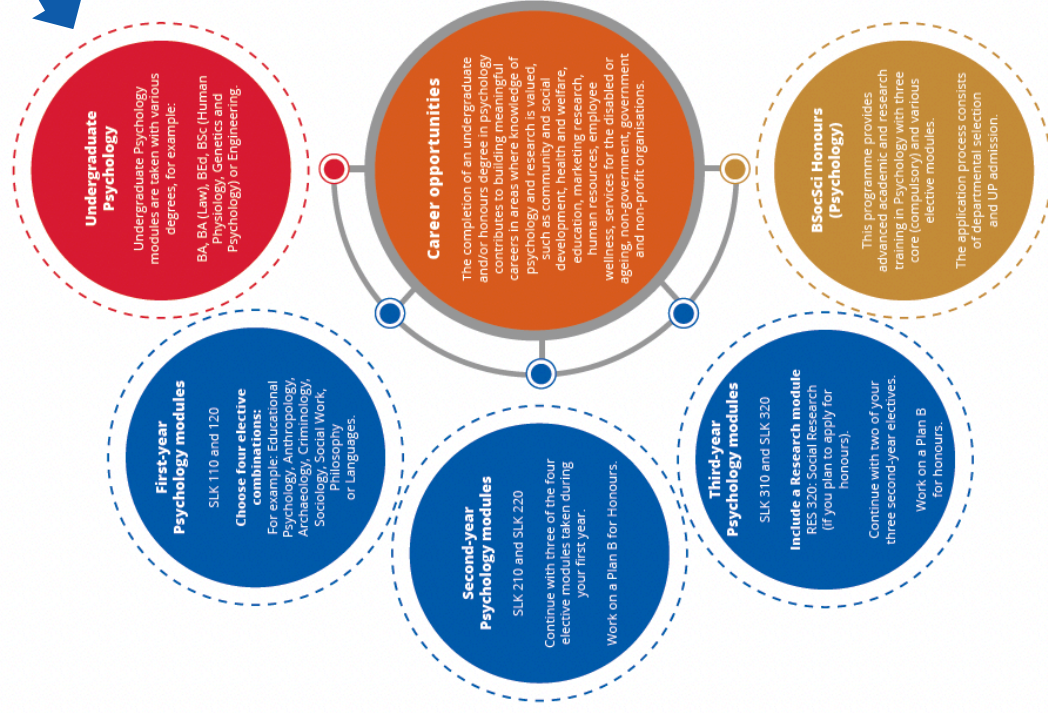 Undergraduate
Psychology
Undergraduate Psychology
modules are taken with various
degrees, for example:
BA, BA (Law), BEd, BSc (Human
Physiology, Genetics and
Psychology) or Engineering.
First-year
Psychology modules
SLK 110 and 120
Choose four elective
combinations:
For example: Educational
Psychology, Anthropology,
Archaeology, Criminology,
Sociology, Social Work,
Philosophy
or Languages.
Second-year
Psychology modules
SLK 210 and SLK 220
Continue with three of the four
elective modules taken during
your first year.
Work on a Plan B for Honours.
Third-year
Psychology modules
SLK 310 and SLK 320
Include a Research module
RES 320: Social Research
(if you plan to apply for
honours).
Continue with two of your
three second-year electives.
Work on a Plan B
for honours.
BSocSci Honours
(Psychology)
This programme provides
advanced academic and research
training in Psychology with three
core (compulsory) and various
elective modules.
The application process consists
of departmental selection
and UP admission.
Career opportunities
The completion of an undergraduate
and/or honours degree in psychology
contributes to building meaningful
careers in areas where knowledge of
psychology and research is valued,
such as community and social
development, health and welfare,
education, marketing research,
human resources, employee
wellness, services for the disabled or
ageing, non-government, government
and non-profit organisations.